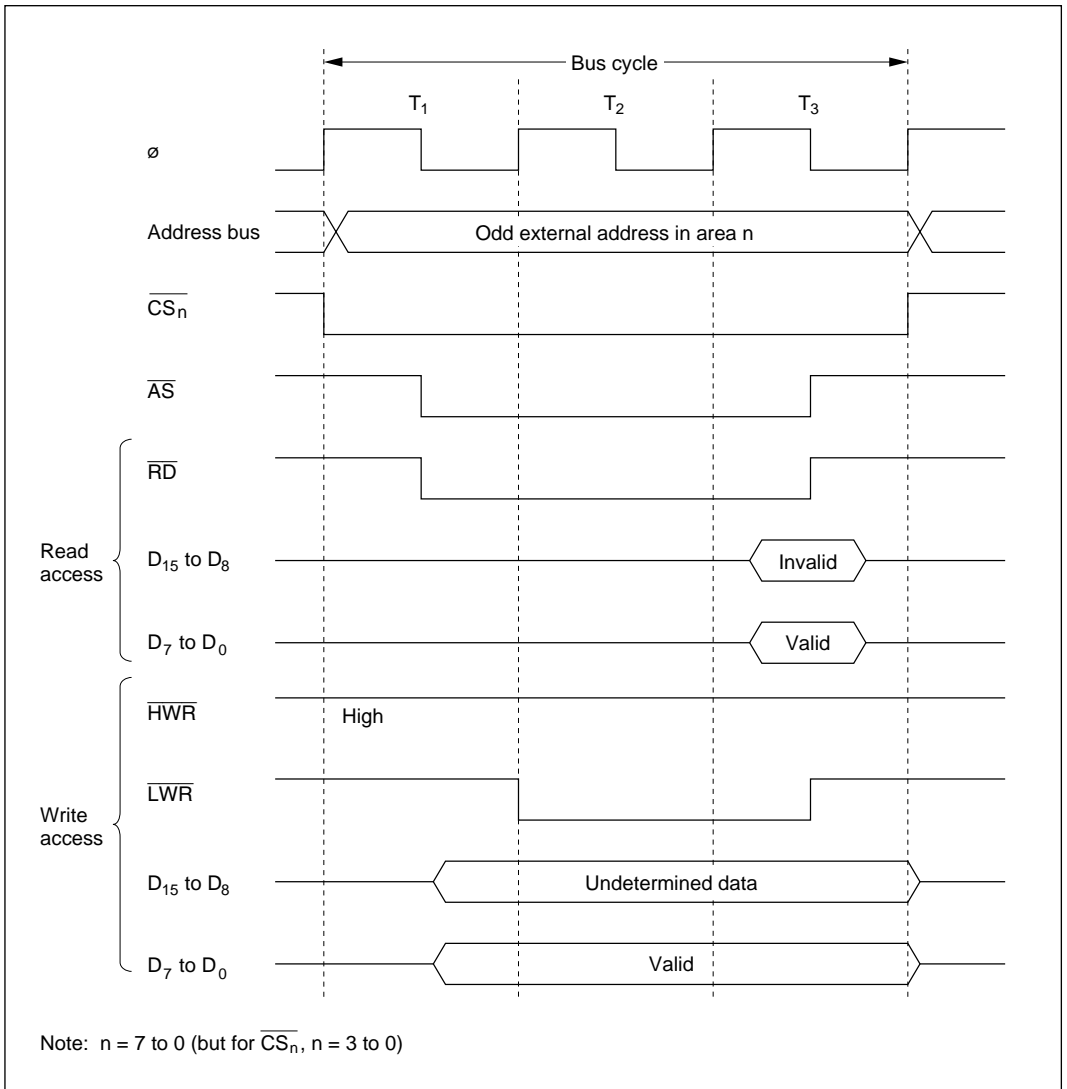 Bus cycle
T1 T2 T3
ø
Address bus Odd external address in area n
CSn
AS
RD
Read access
D15 to D8 Invalid
D7 to D0 Valid
HWR High
LWR
Write access
D15 to D8 Undetermined data
D7 to D0 Valid
Note: n = 7 to 0 (but for CSn, n = 3 to 0)